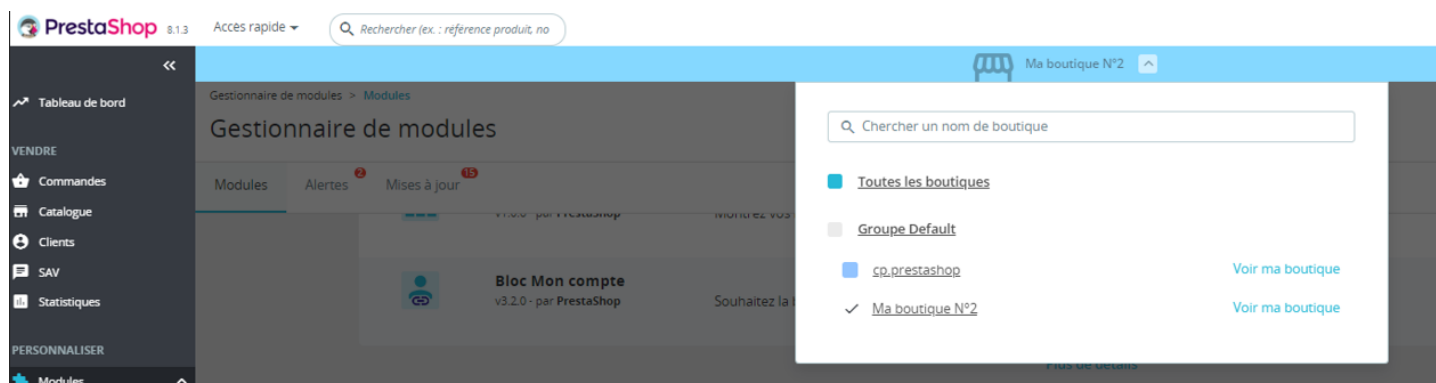 PrestaShop 8.1.3 Accès rapide Rechercher (ex. : référence produit, no
Ma boutique N°2
Tableau de bord
VENDRE
Commandes
Catalogue
Clients
SAV
Statistiques
PERSONNALISER
Modules
Gestionnaire de modules > Modules
Gestionnaire de modules
Modules Alertes 2 Mises à jour 15
v1.0.0 - par PrestaShop Montrez vos
Bloc Mon compte
v3.2.0 - par PrestaShop Souhaitez la
Plus de détails
Chercher un nom de boutique
Toutes les boutiques
Groupe Default
cp.prestashop Voir ma boutique
Ma boutique N°2 Voir ma boutique